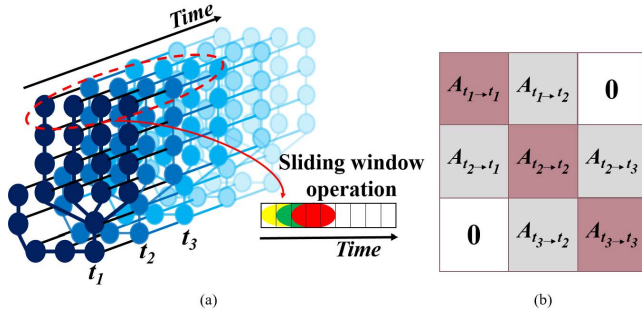 Time
t1
t2
t3
Sliding window
operation
Time
(a)
At1→t1 At1→t2 0
At2→t1 At2→t2 At2→t3
0 At3→t2 At3→t3
(b)